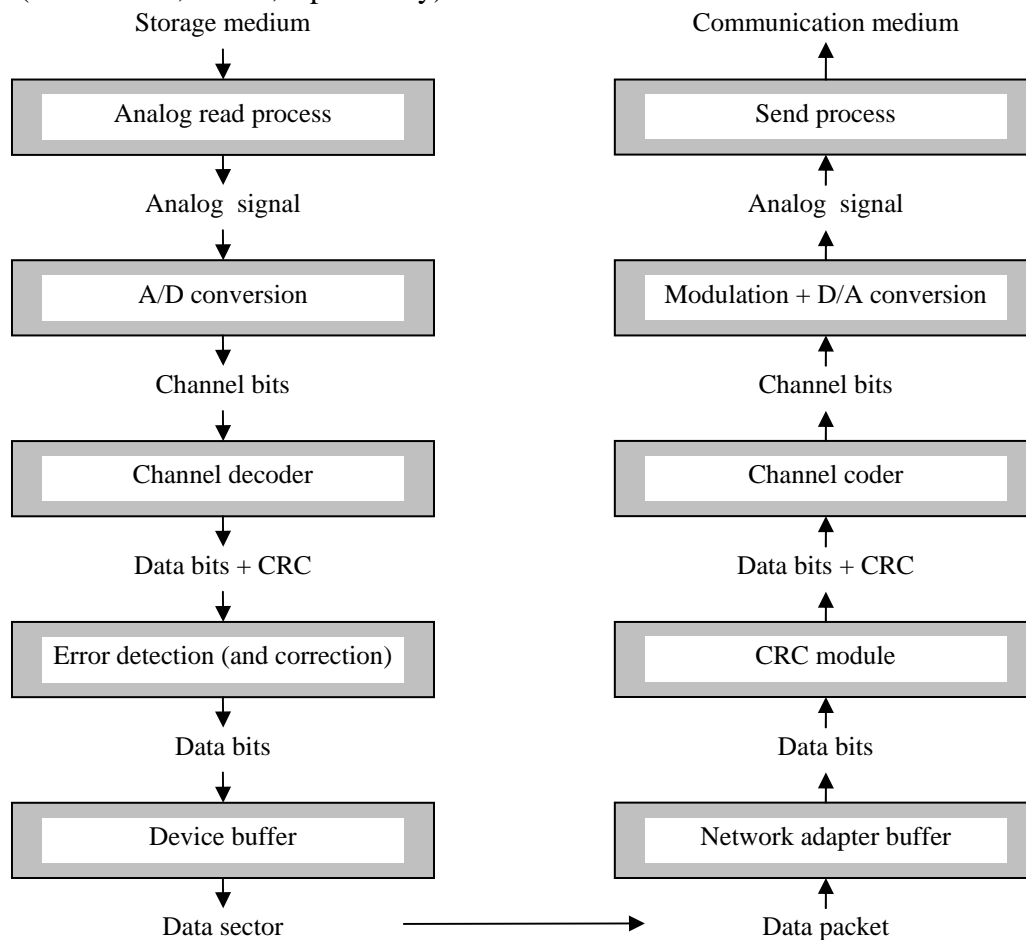 Storage medium
Analog read process
Analog signal
A/D conversion
Channel bits
Channel decoder
Data bits + CRC
Error detection (and correction)
Data bits
Device buffer
Data sector
Communication medium
Send process
Analog signal
Modulation + D/A conversion
Channel bits
Channel coder
Data bits + CRC
CRC module
Data bits
Network adapter buffer
Data packet